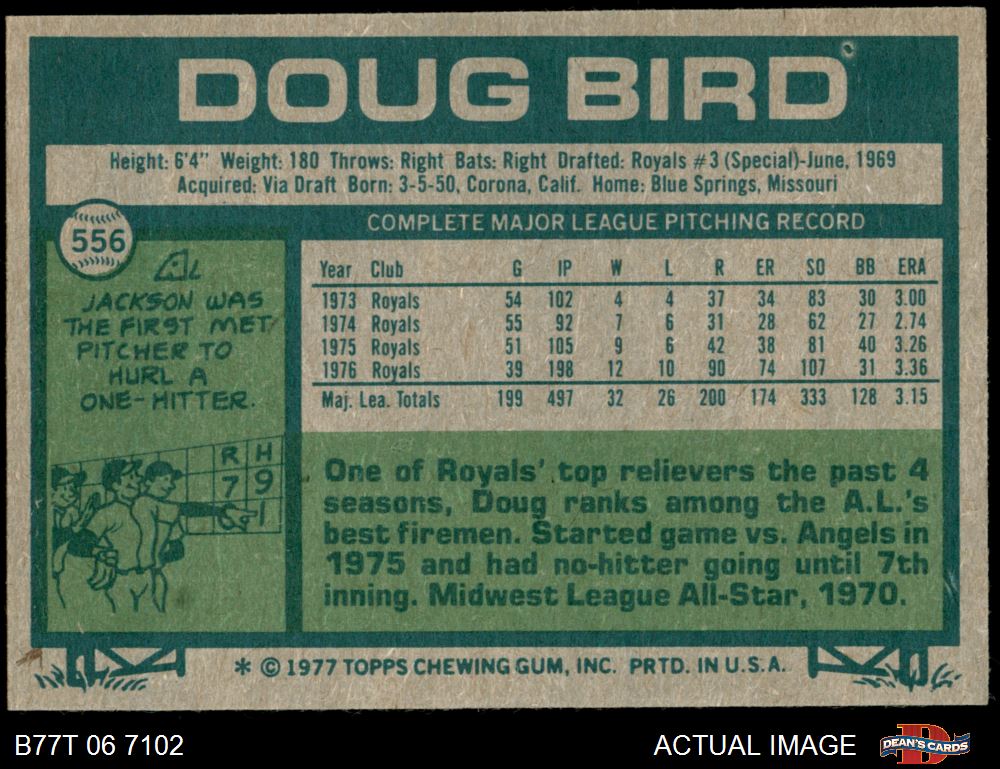 DOUG BIRD
Height: 6'4" Weight: 180 Throws: Right Bats: Right Drafted: Royals #3 (Special)-June, 1969
Acquired: Via Draft Born: 3-5-50, Corona, Calif. Home: Blue Springs, Missouri
556
AL
JACKSON WAS
THE FIRST MET
PITCHER TO
HURL A
ONE-HITTER.
R H
7 9
1
COMPLETE MAJOR LEAGUE PITCHING RECORD
Year Club G IP W L R ER SO BB ERA
1973 Royals 54 102 4 4 37 34 83 30 3.00
1974 Royals 55 92 7 6 31 28 62 27 2.74
1975 Royals 51 105 9 6 42 38 81 40 3.26
1976 Royals 39 198 12 10 90 74 107 31 3.36
Maj. Lea. Totals 199 497 32 26 200 174 333 128 3.15
One of Royals' top relievers the past 4
seasons, Doug ranks among the A.L.'s
best firemen. Started game vs. Angels in
1975 and had no-hitter going until 7th
inning. Midwest League All-Star, 1970.
* © 1977 TOPPS CHEWING GUM, INC. PRTD. IN U.S.A.
B77T 06 7102
ACTUAL IMAGE
B
DEAN'S CARDS